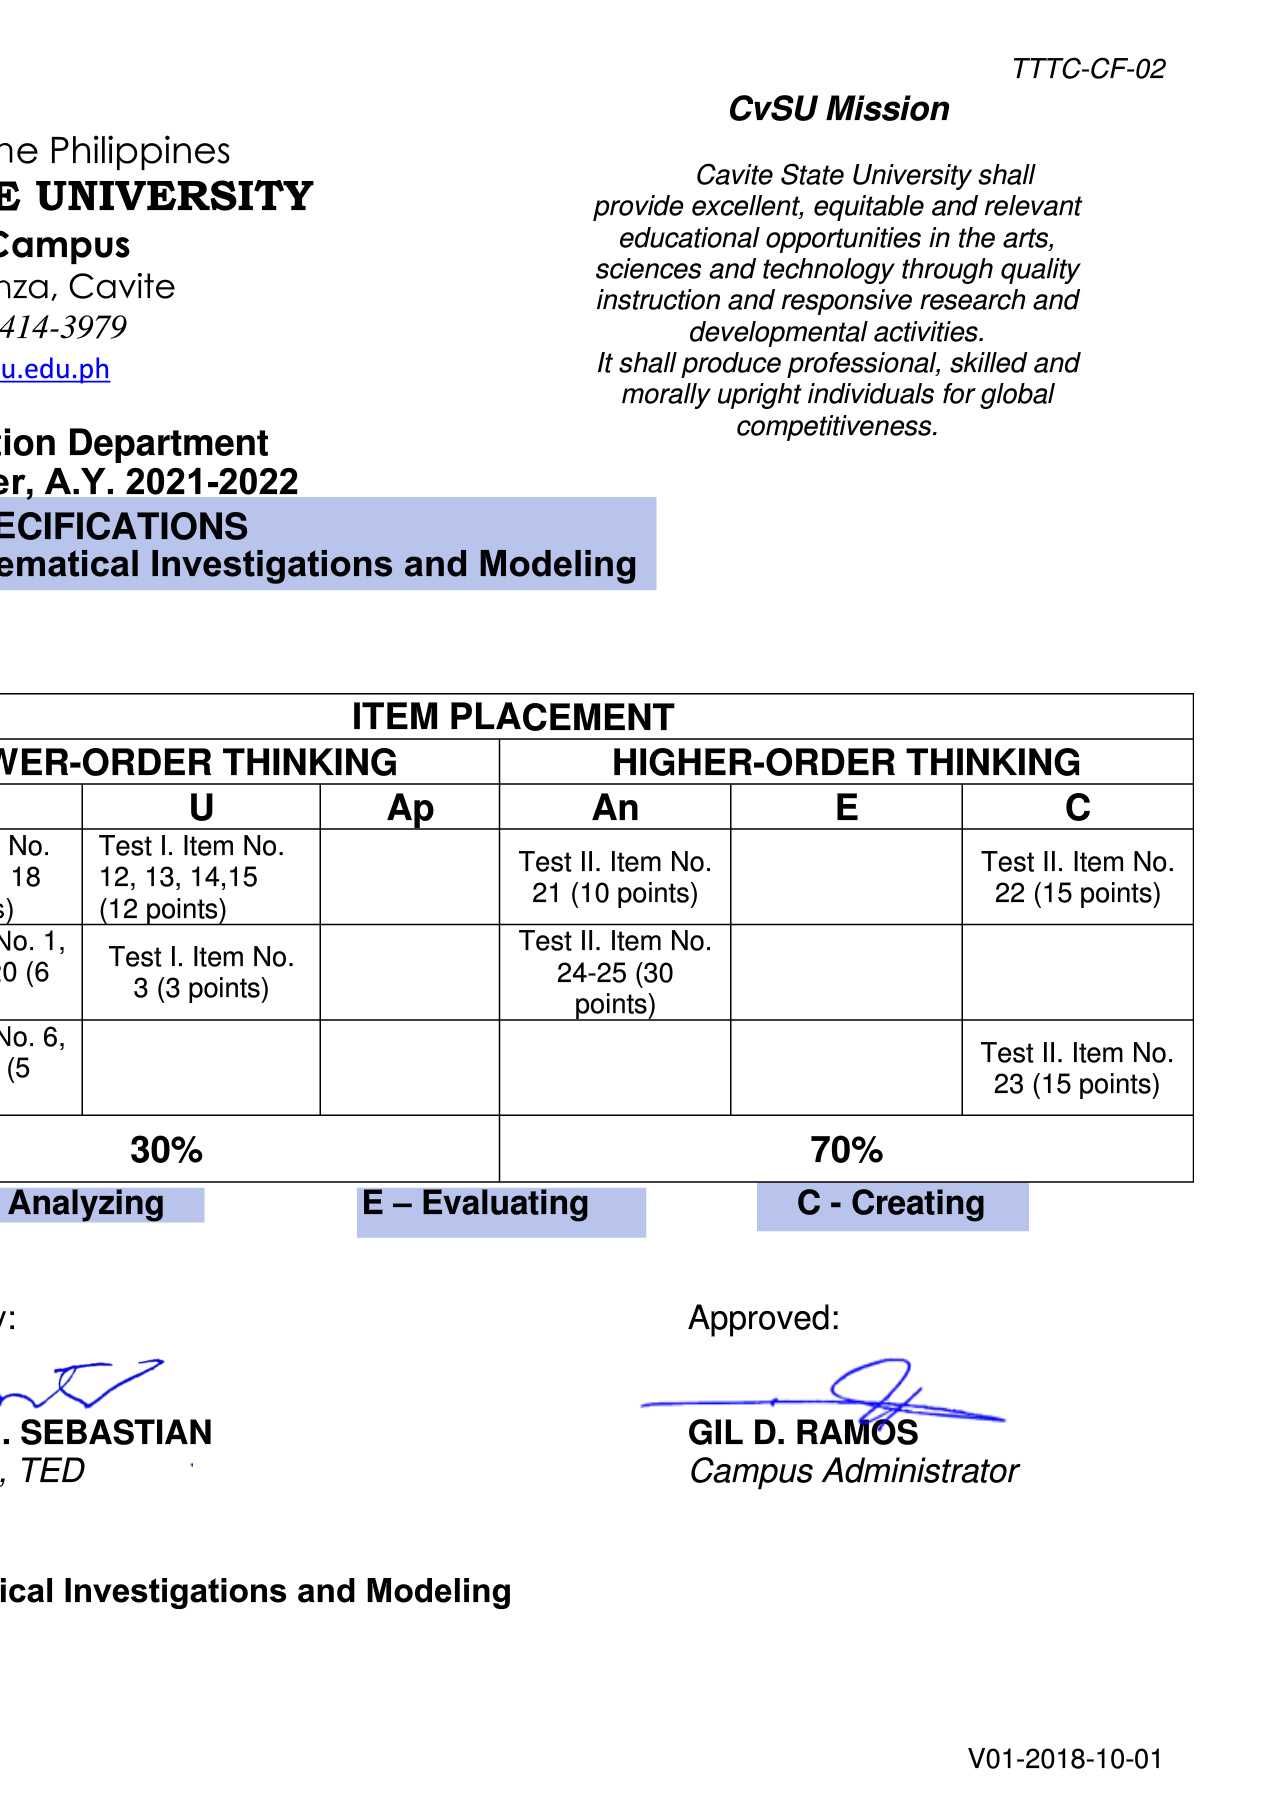 TTTC-CF-02
CvSU Mission
ne Philippines
E UNIVERSITY
Campus
nza, Cavite
414-3979
u.edu.ph
Cavite State University shall
provide excellent, equitable and relevant
educational opportunities in the arts,
sciences and technology through quality
instruction and responsive research and
developmental activities.
It shall produce professional, skilled and
morally upright individuals for global
competitiveness.
tion Department
er, A.Y. 2021-2022
ECIFICATIONS
ematical Investigations and Modeling
ITEM PLACEMENT
WER-ORDER THINKING
HIGHER-ORDER THINKING
U
Ap
An
E
C
No.
18
s)
Test I. Item No.
12, 13, 14,15
(12 points)
Test II. Item No.
21 (10 points)
Test II. Item No.
22 (15 points)
No. 1,
20 (6
Test I. Item No.
3 (3 points)
Test II. Item No.
24-25 (30
points)
No. 6,
(5
Test II. Item No.
23 (15 points)
30%
70%
Analyzing
E – Evaluating
C - Creating
y:
Approved:
. SEBASTIAN
, TED
GIL D. RAMOS
Campus Administrator
ical Investigations and Modeling
V01-2018-10-01